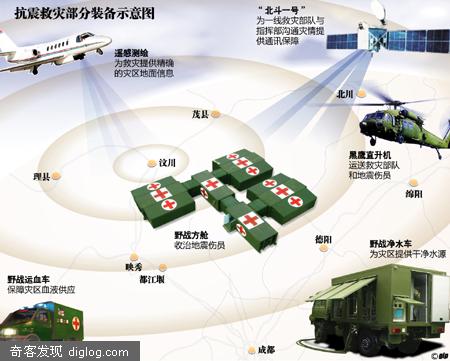 抗震救灾部分装备示意图
遥感测绘
为救灾提供精确
的灾区地面信息
“北斗一号”
为一线救灾部队与
指挥部沟通灾情提
供通讯保障
北川
茂县
黑鹰直升机
运送救灾部队
和地震伤员
汶川
理县
绵阳
野战方舱
收治地震伤员
德阳
野战净水车
为灾区提供干净水源
映秀
都江堰
野战运血车
保障灾区血液供应
成都
奇客发现 diglog.com